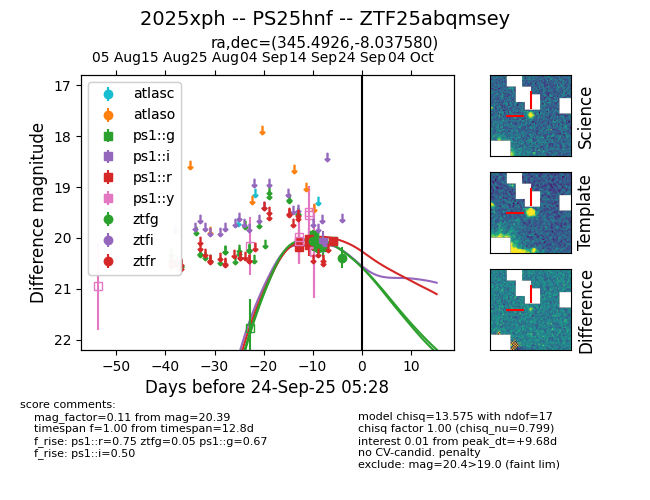 2025xph -- PS25hnf -- ZTF25abqmsey
ra,dec=(345.4926,-8.037580)
05 Aug 15 Aug 25 Aug 04 Sep 14 Sep 24 Sep 04 Oct
17
18
19
20
21
22
Difference magnitude
atlasc
atlaso
ps1::g
ps1::i
ps1::r
ps1::y
ztfg
ztfi
ztfr
−50 −40 −30 −20 −10 0 10
Days before 24-Sep-25 05:28
Science
Template
Difference
score comments:
mag_factor=0.11 from mag=20.39
timespan f=1.00 from timespan=12.8d
f_rise: ps1::r=0.75 ztfg=0.05 ps1::g=0.67
f_rise: ps1::i=0.50
model chisq=13.575 with ndof=17
chisq factor 1.00 (chisq_nu=0.799)
interest 0.01 from peak_dt=+9.68d
no CV-candid. penalty
exclude: mag=20.4>19.0 (faint lim)